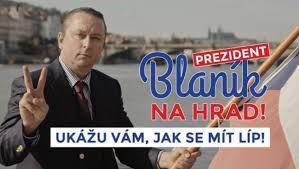 PREZIDENT
Blaník
NA HRAD!
UKÁŽU VÁM, JAK SE MÍT LÍP!